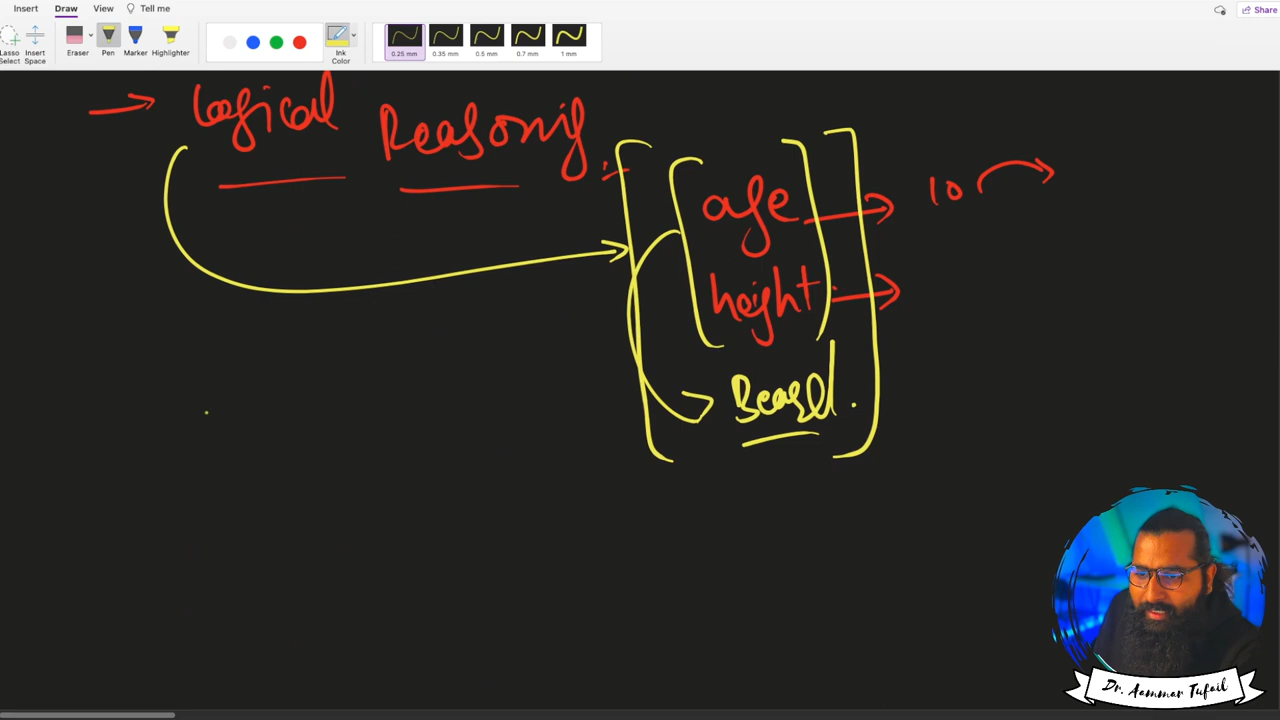 Insert Draw View Tell me
Share
Lasso Select
Insert Space
Eraser
Pen
Marker
Highlighter
Ink Color
0.25 mm
0.35 mm
0.5 mm
0.7 mm
1 mm
→ Logical Reasoning :-
age → 10 →
height. →
Beard.
Dr. Aammar Tufail